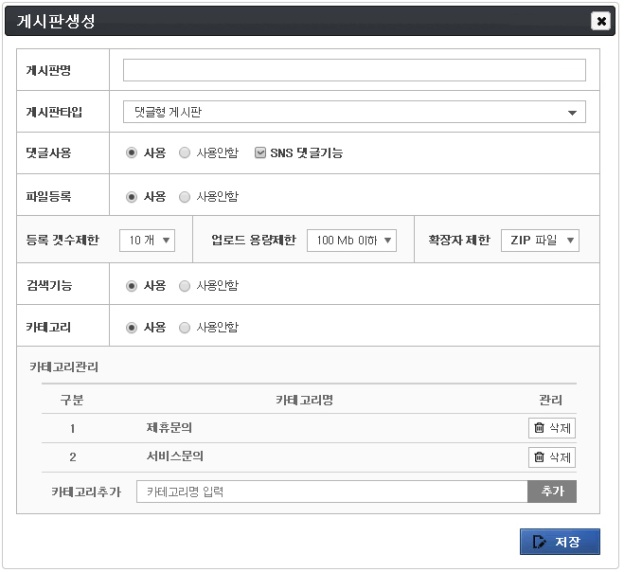 게시판생성
게시판명
게시판타입 댓글형 게시판
댓글사용 사용 사용안함 SNS 댓글기능
파일등록 사용 사용안함
등록 갯수제한 10 개 업로드 용량제한 100 Mb 이하 확장자 제한 ZIP 파일
검색기능 사용 사용안함
카테고리 사용 사용안함
카테고리관리
구분 카테고리명 관리
1 제휴문의 삭제
2 서비스문의 삭제
카테고리추가 카테고리명 입력 추가
저장